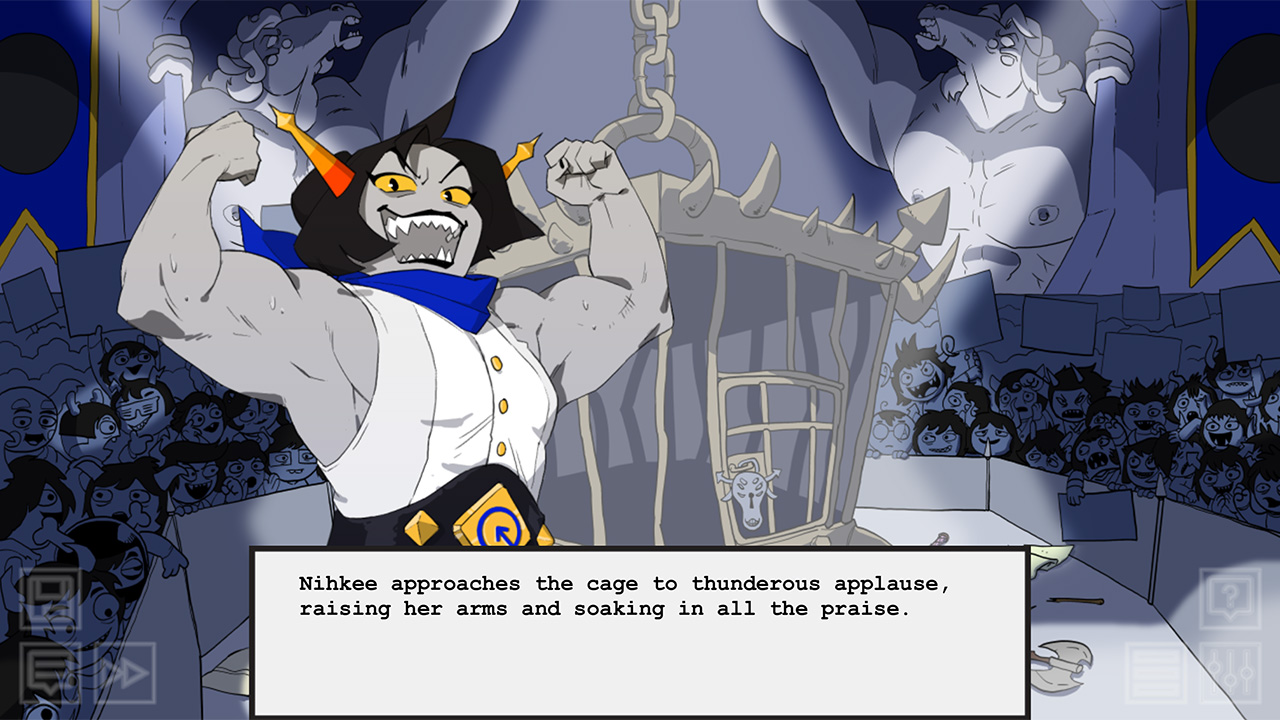 Nihkee approaches the cage to thunderous applause,
raising her arms and soaking in all the praise.